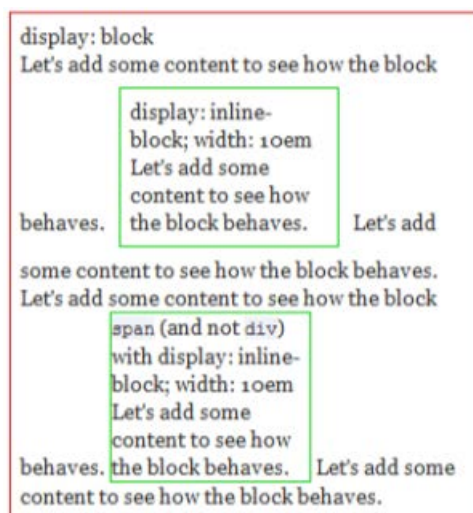 display: block
Let's add some content to see how the block
display: inline-
block; width: 10em
Let's add some
content to see how
behaves. the block behaves. Let's add
some content to see how the block behaves.
Let's add some content to see how the block
span (and not div)
with display: inline-
block; width: 10em
Let's add some
content to see how
behaves. the block behaves. Let's add some
content to see how the block behaves.